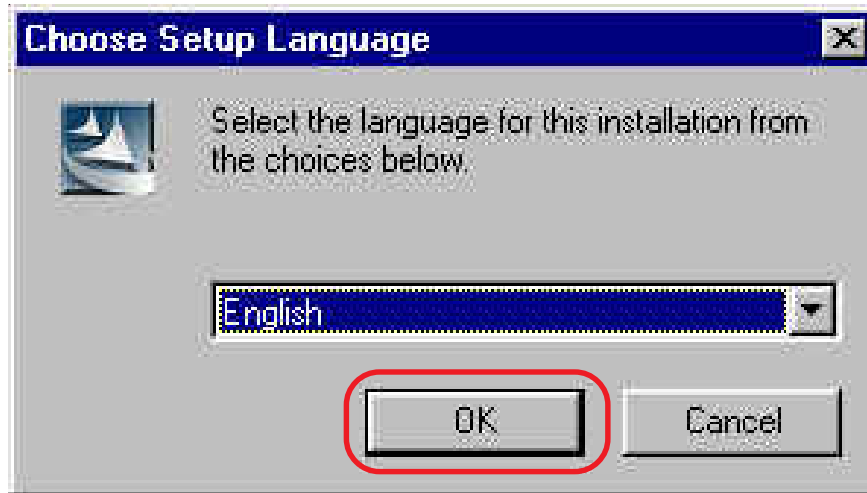 Choose Setup Language
Select the language for this installation from
the choices below.
English
OK
Cancel